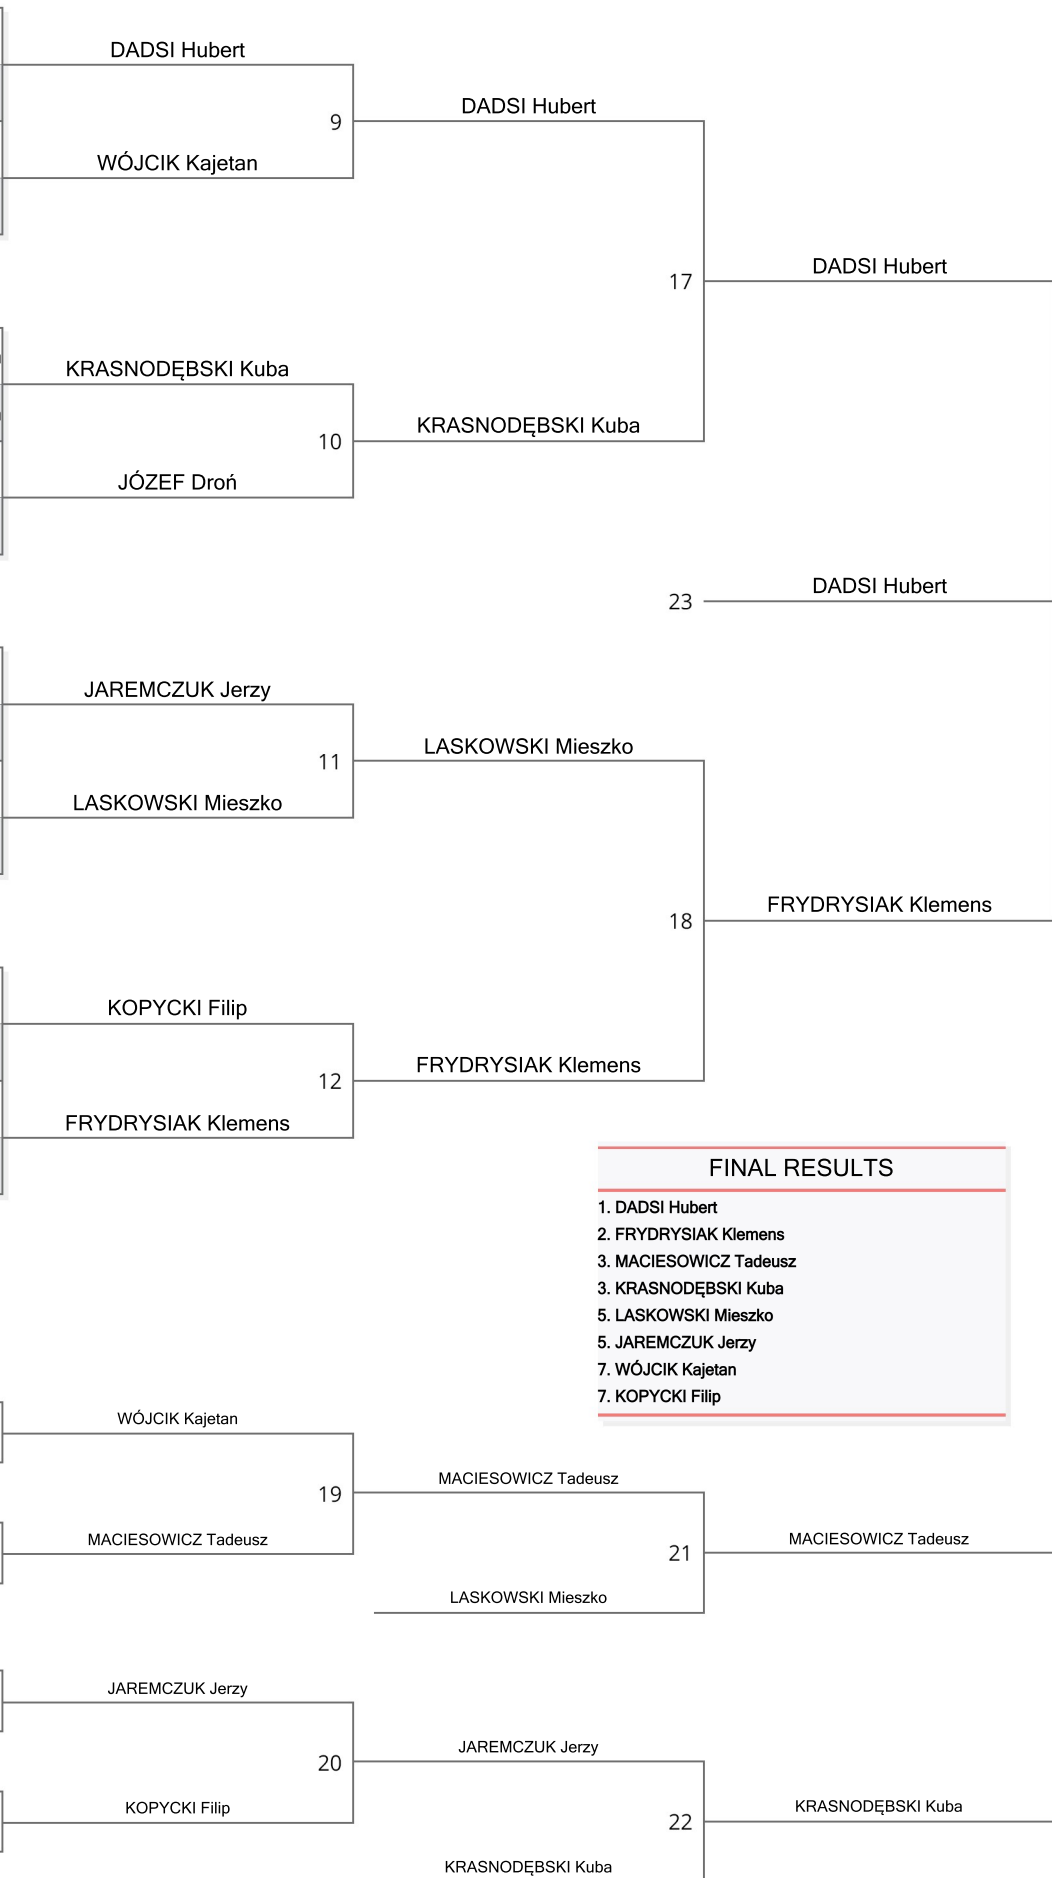 DADSI Hubert
DADSI Hubert
9
WÓJCIK Kajetan
DADSI Hubert
17
KRASNODĘBSKI Kuba
KRASNODĘBSKI Kuba
10
JÓZEF Droń
DADSI Hubert
23
JAREMCZUK Jerzy
LASKOWSKI Mieszko
11
LASKOWSKI Mieszko
FRYDRYSIAK Klemens
18
KOPYCKI Filip
FRYDRYSIAK Klemens
12
FRYDRYSIAK Klemens
FINAL RESULTS
1. DADSI Hubert
2. FRYDRYSIAK Klemens
3. MACIESOWICZ Tadeusz
3. KRASNODĘBSKI Kuba
5. LASKOWSKI Mieszko
5. JAREMCZUK Jerzy
7. WÓJCIK Kajetan
7. KOPYCKI Filip
WÓJCIK Kajetan
MACIESOWICZ Tadeusz
19
MACIESOWICZ Tadeusz
MACIESOWICZ Tadeusz
21
LASKOWSKI Mieszko
JAREMCZUK Jerzy
JAREMCZUK Jerzy
20
KOPYCKI Filip
KRASNODĘBSKI Kuba
22
KRASNODĘBSKI Kuba